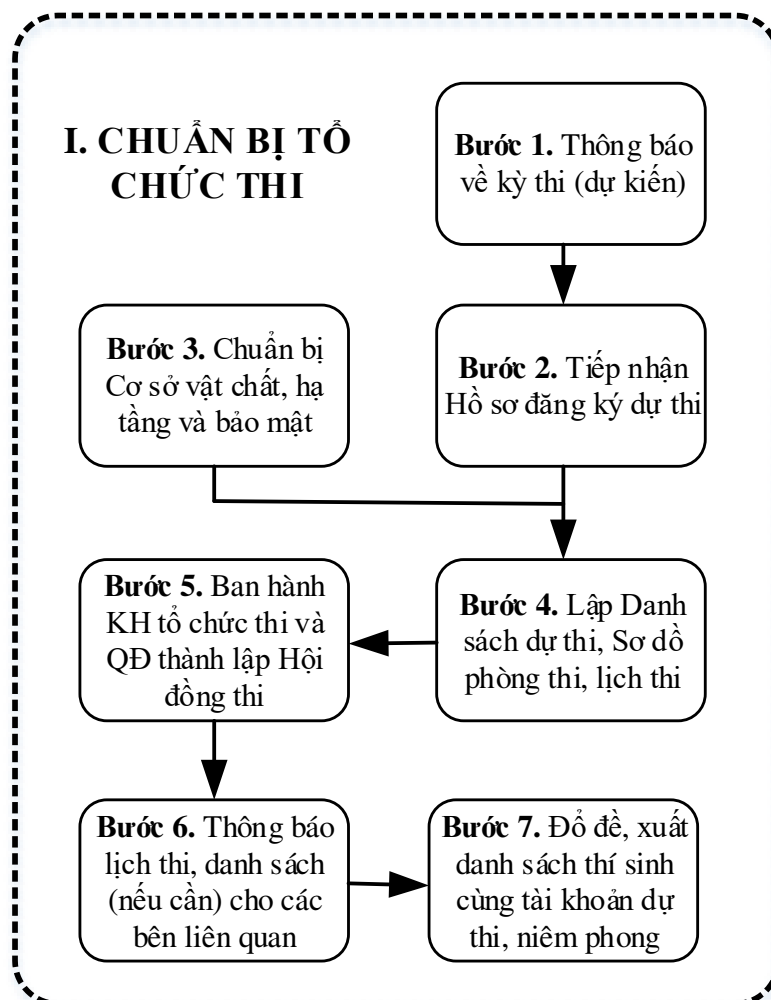 I. CHUẨN BỊ TỔ
CHỨC THI
Bước 1. Thông báo
về kỳ thi (dự kiến)
Bước 2. Tiếp nhận
Hồ sơ đăng ký dự thi
Bước 3. Chuẩn bị
Cơ sở vật chất, hạ
tầng và bảo mật
Bước 4. Lập Danh
sách dự thi, Sơ dồ
phòng thi, lịch thi
Bước 5. Ban hành
KH tổ chức thi và
QĐ thành lập Hội
đồng thi
Bước 6. Thông báo
lịch thi, danh sách
(nếu cần) cho các
bên liên quan
Bước 7. Đổ đề, xuất
danh sách thí sinh
cùng tài khoản dự
thi, niêm phong